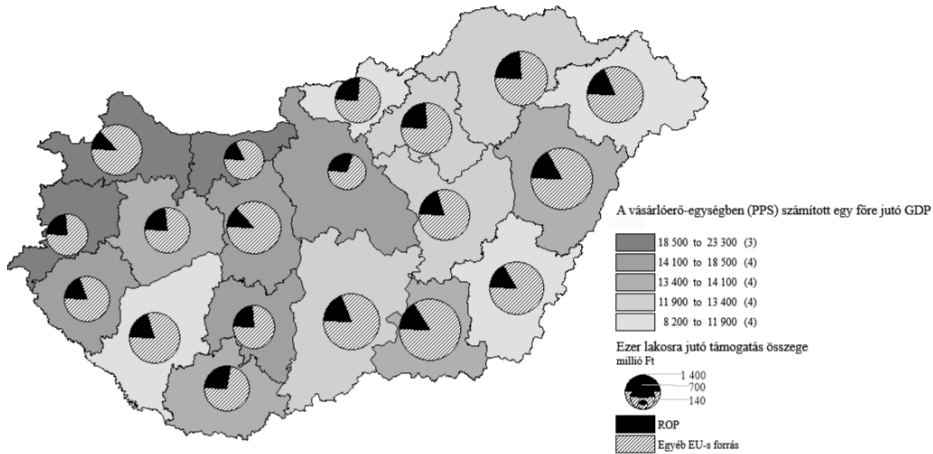 A vásárlóerő-egységben (PPS) számított egy főre jutó GDP
18 500 to 23 300 (3)
14 100 to 18 500 (4)
13 400 to 14 100 (4)
11 900 to 13 400 (4)
8 200 to 11 900 (4)
Ezer lakosra jutó támogatás összege
millió Ft
1 400
700
140
ROP
Egyéb EU-s forrás